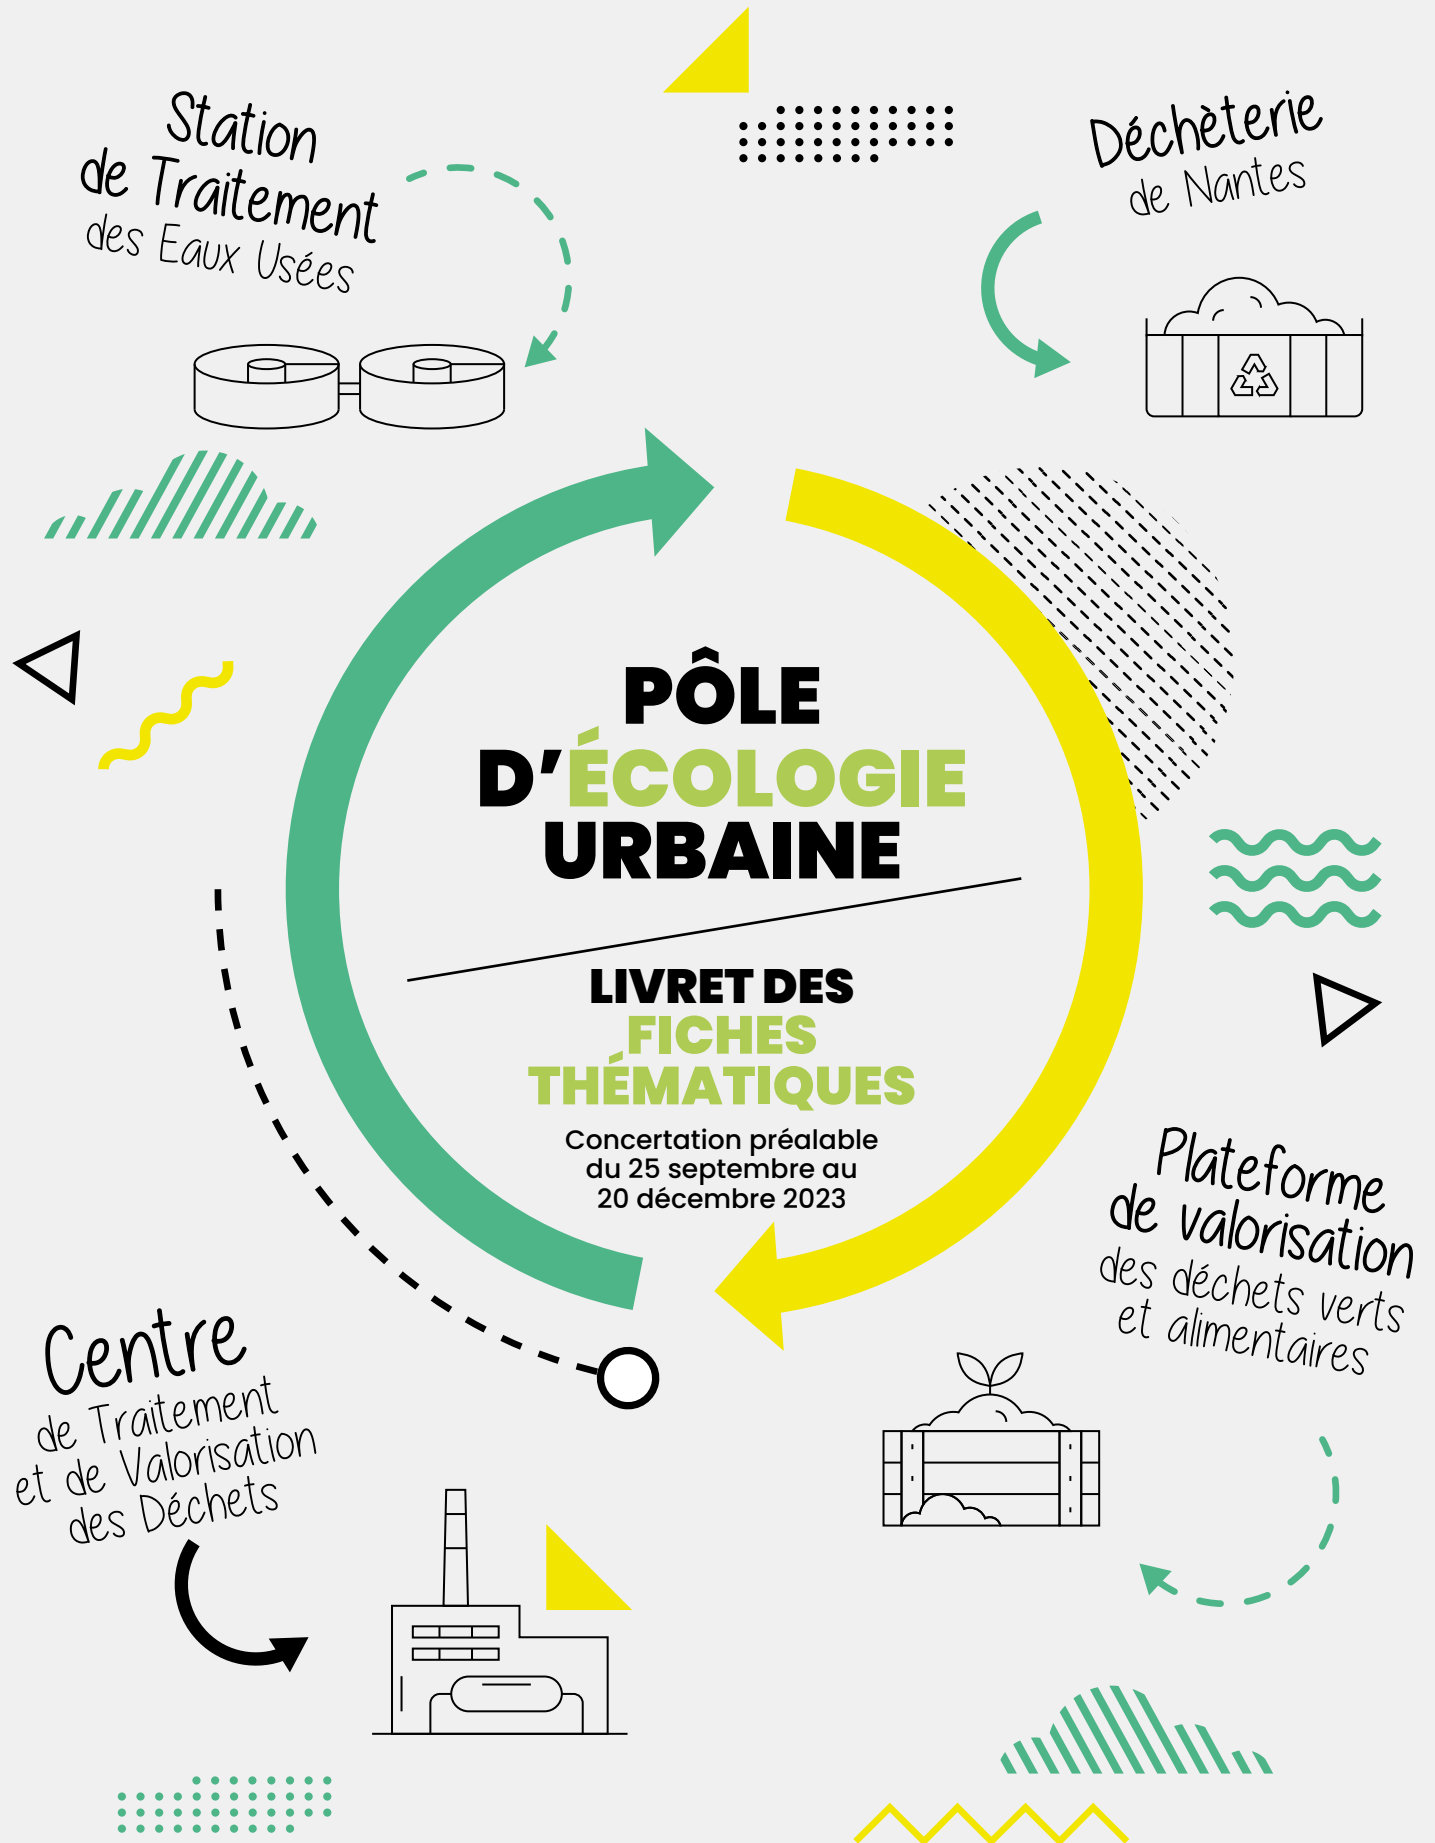 Station
de Traitement
des Eaux Usées
Déchèterie
de Nantes
PÔLE
D'ÉCOLOGIE
URBAINE
LIVRET DES
FICHES
THÉMATIQUES
Concertation préalable
du 25 septembre au
20 décembre 2023
Plateforme
de valorisation
des déchets verts
et alimentaires
Centre
de Traitement
et de Valorisation
des Déchets